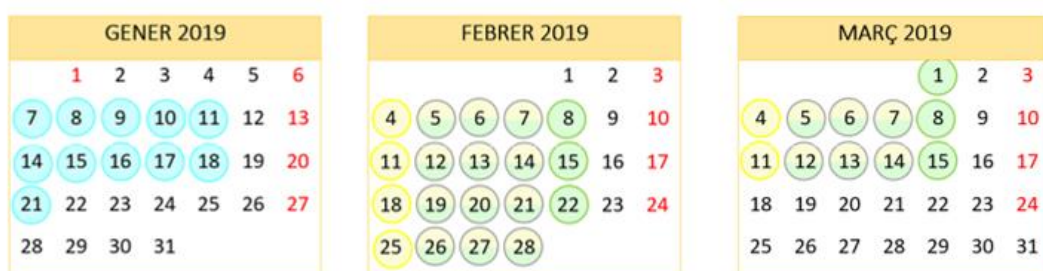 GENER 2019
1 2 3 4 5 6
7 8 9 10 11 12 13
14 15 16 17 18 19 20
21 22 23 24 25 26 27
28 29 30 31
FEBRER 2019
1 2 3
4 5 6 7 8 9 10
11 12 13 14 15 16 17
18 19 20 21 22 23 24
25 26 27 28
MARÇ 2019
1 2 3
4 5 6 7 8 9 10
11 12 13 14 15 16 17
18 19 20 21 22 23 24
25 26 27 28 29 30 31